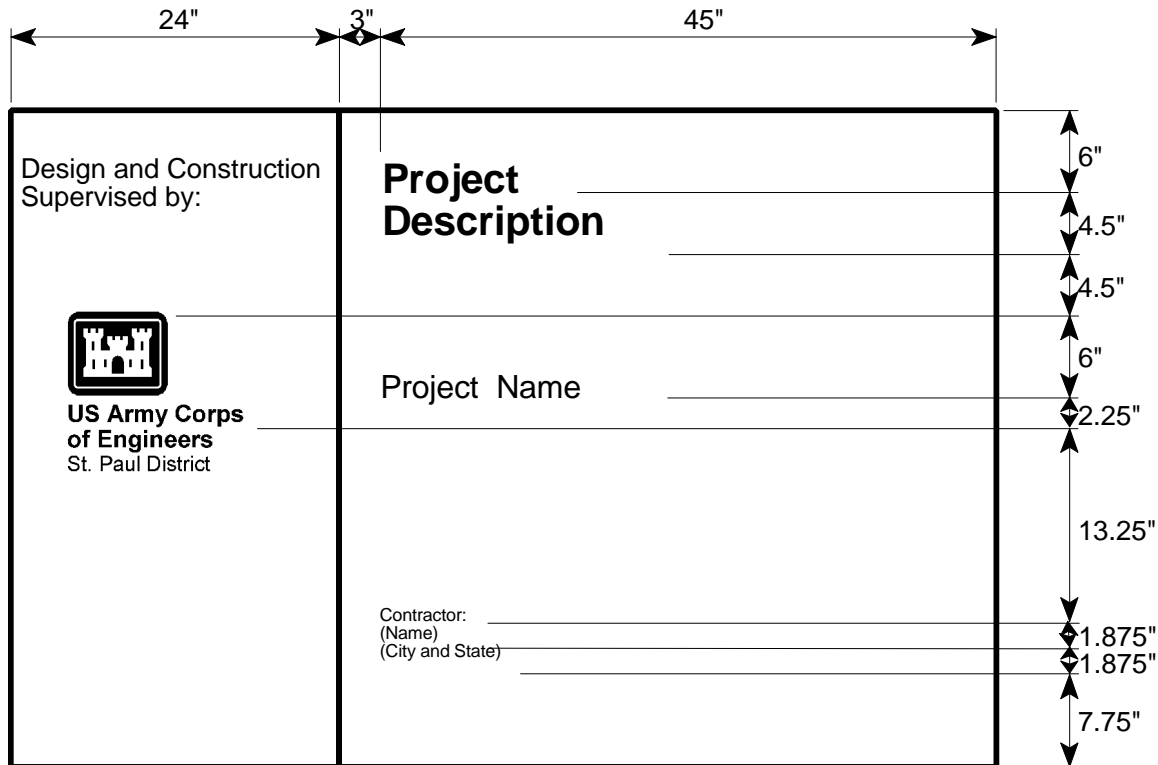 24"
3"
45"
Design and Construction
Supervised by:
Project
Description
6"
4.5"
4.5"
6"
Project Name
2.25"
US Army Corps
of Engineers
St. Paul District
13.25"
Contractor:
(Name)
(City and State)
1.875"
1.875"
7.75"